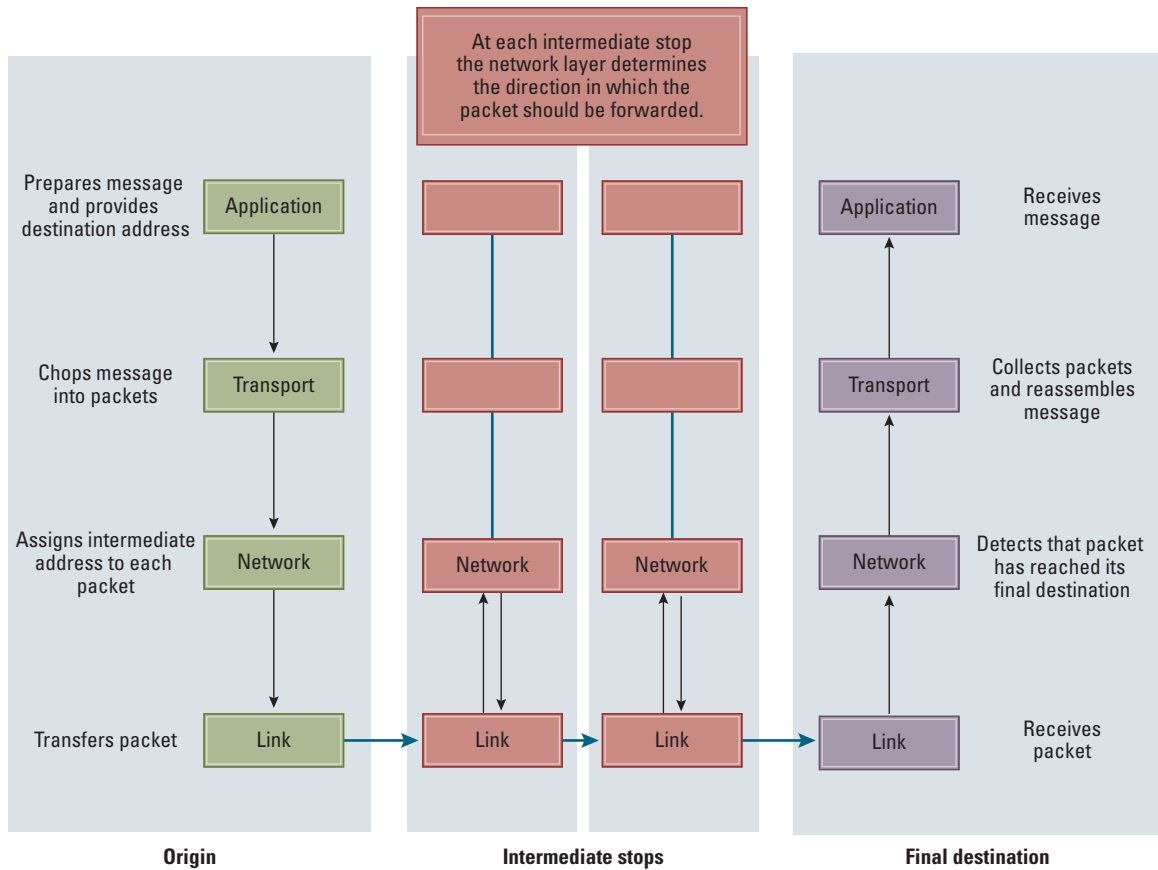 At each intermediate stop
the network layer determines
the direction in which the
packet should be forwarded.
Prepares message
and provides
destination address
Application
Application
Receives
message
Chops message
into packets
Transport
Transport
Collects packets
and reassembles
message
Assigns intermediate
address to each
packet
Network
Network
Network
Network
Detects that packet
has reached its
final destination
Transfers packet
Link
Link
Link
Link
Receives
packet
Origin
Intermediate stops
Final destination